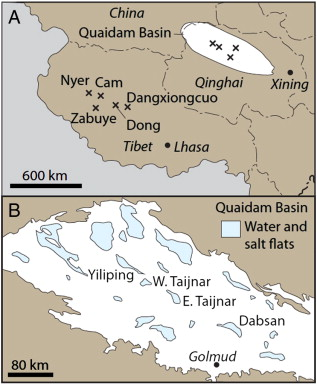 A
China
Quaidam Basin
Nyer Cam
Qinghai
Xining
Dangxiongcuo
Zabuye
Dong
Tibet
Lhasa
600 km
B
Quaidam Basin
Water and
salt flats
Yiliping
W. Taijnar
E. Taijnar
Dabsan
Golmud
80 km